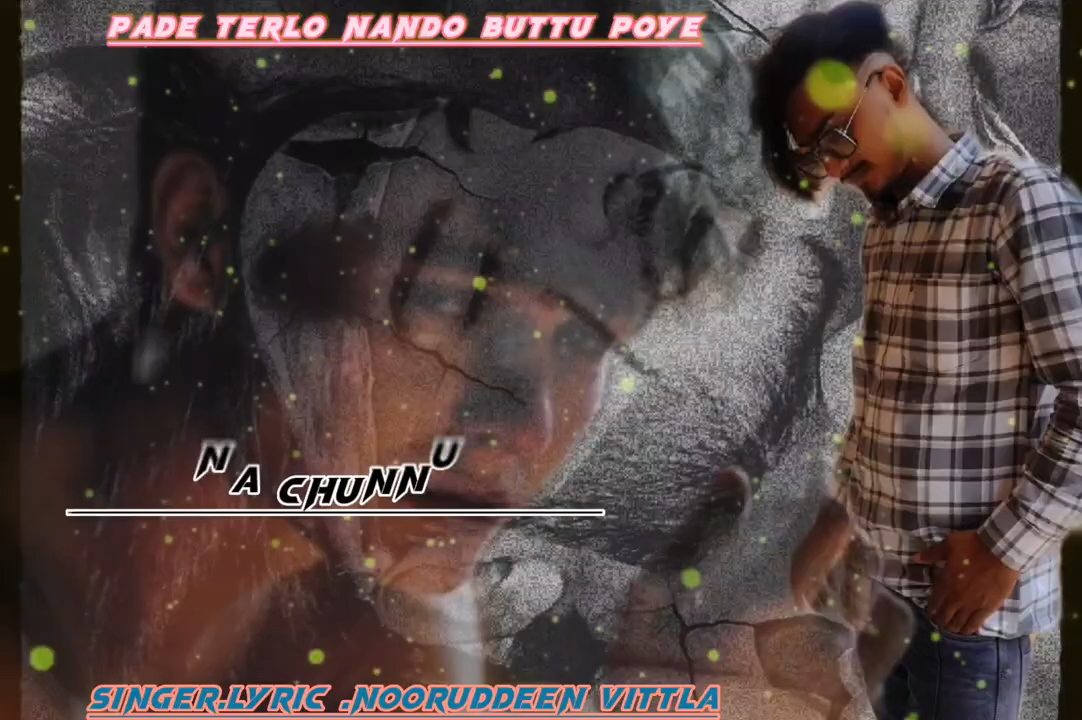 PADE TERLO NANDO BUTTU POYE
NA CHUNNU
SINGER.LYRIC .NOORUDDEEN VITTLA